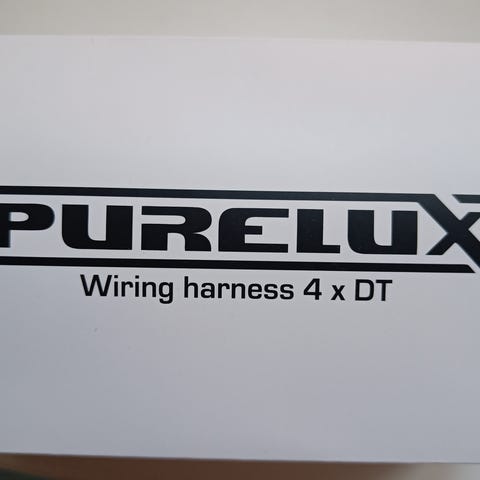 PURELUX
Wiring harness 4 x DT